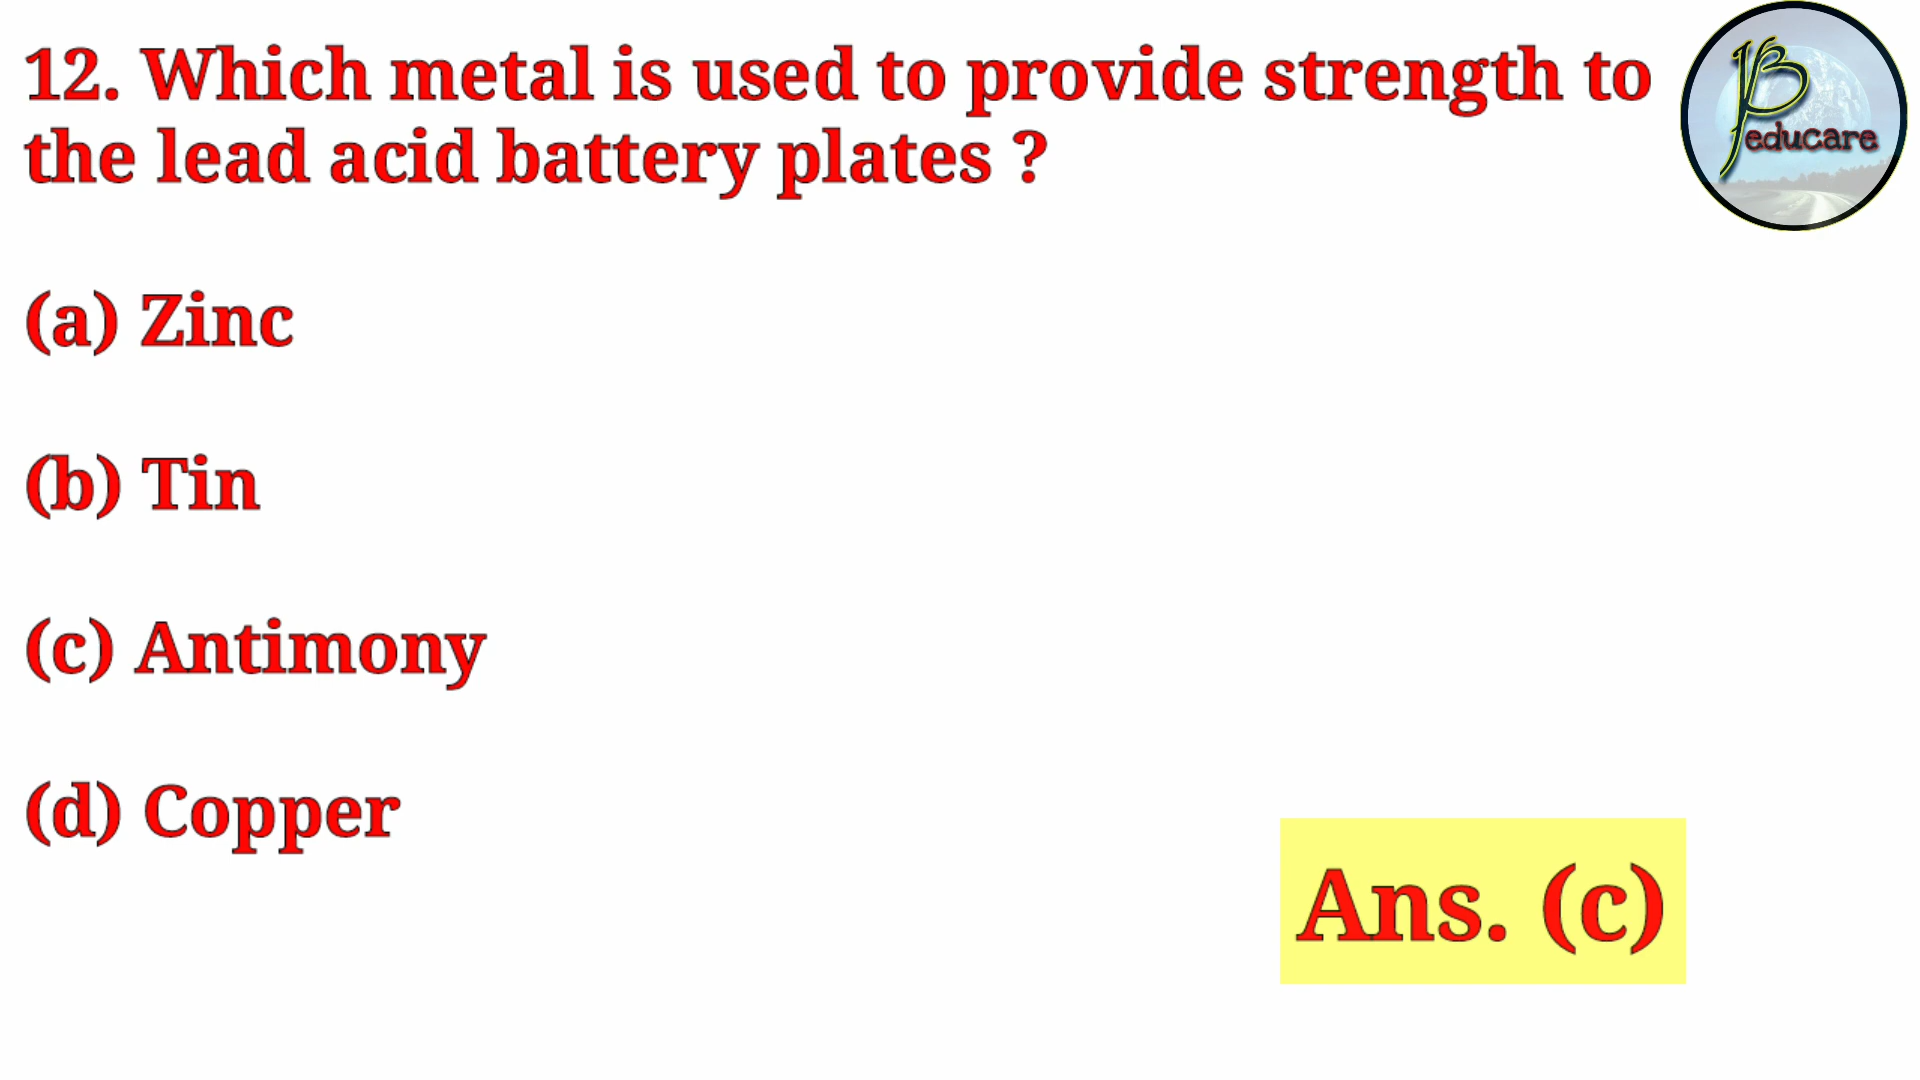 12. Which metal is used to provide strength to
the lead acid battery plates ?
(a) Zinc
(b) Tin
(c) Antimony
(d) Copper
Ans. (c)
educare